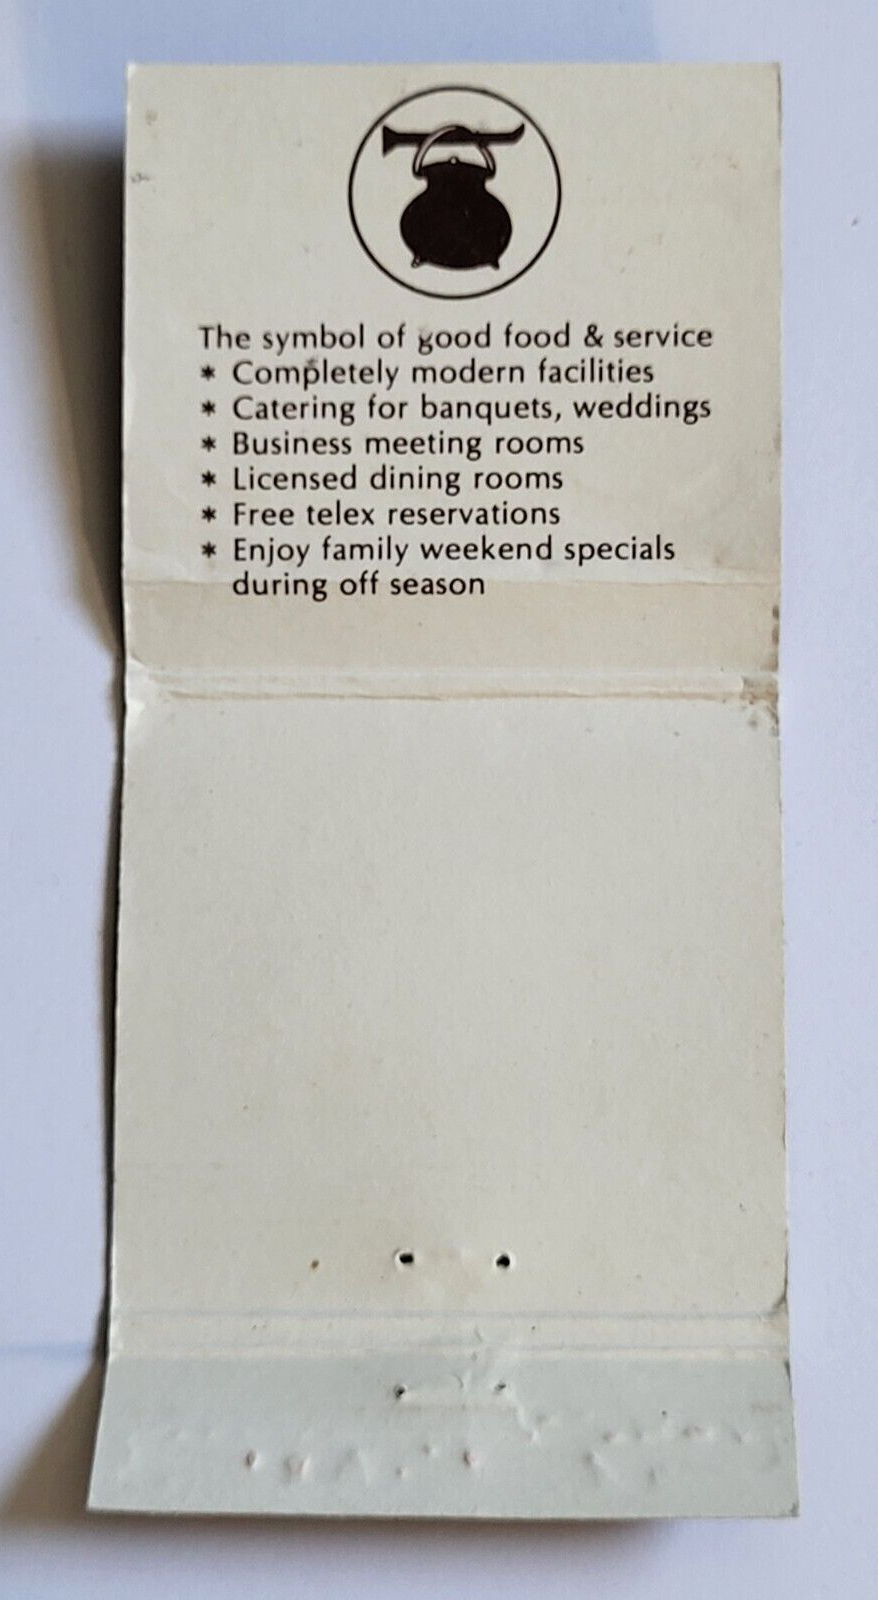 The symbol of good food & service
* Completely modern facilities
* Catering for banquets, weddings
* Business meeting rooms
* Licensed dining rooms
* Free telex reservations
* Enjoy family weekend specials
during off season